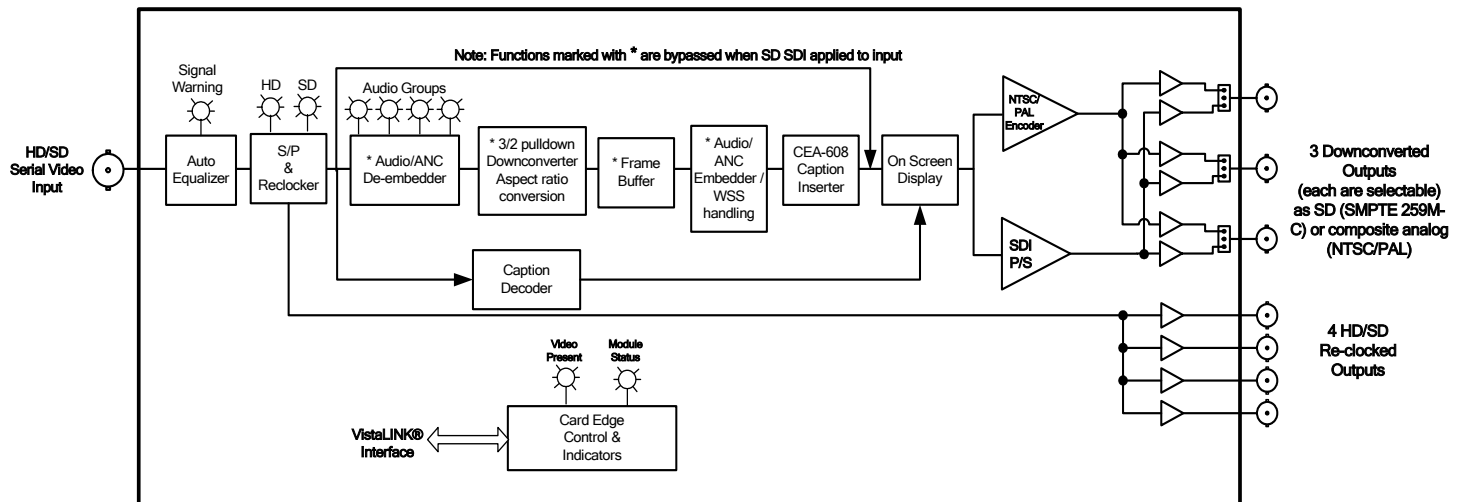 Note: Functions marked with * are bypassed when SD SDI applied to input
Signal
Warning
HD
SD
Audio Groups
HD/SD
Serial Video
Input
Auto
Equalizer
S/P
&
Reclocker
* Audio/ANC
De-embedder
* 3/2 pulldown
Downconverter
Aspect ratio
conversion
* Frame
Buffer
* Audio/
ANC
Embedder /
WSS
handling
CEA-608
Caption
Inserter
On Screen
Display
NTSC/
PAL
Encoder
SDI
P/S
3 Downconverted
Outputs
(each are selectable)
as SD (SMPTE 259M-
C) or composite analog
(NTSC/PAL)
Caption
Decoder
4 HD/SD
Re-clocked
Outputs
Video
Present
Module
Status
VistaLINK®
Interface
Card Edge
Control &
Indicators